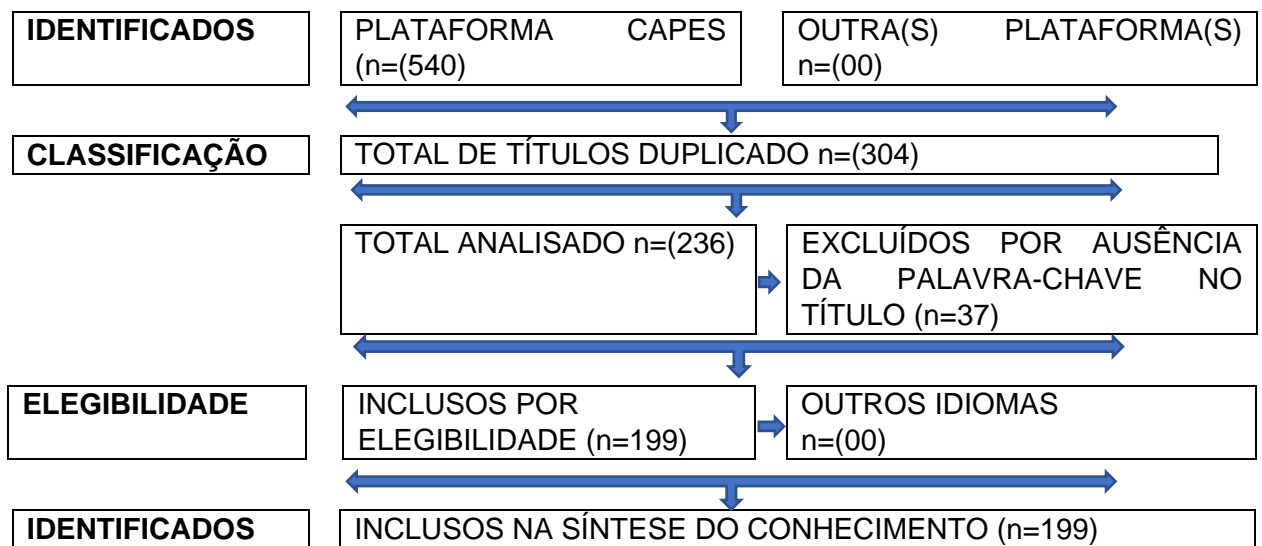 IDENTIFICADOS
PLATAFORMA CAPES
(n=(540)
OUTRA(S) PLATAFORMA(S)
n=(00)
CLASSIFICAÇÃO
TOTAL DE TÍTULOS DUPLICADO n=(304)
TOTAL ANALISADO n=(236)
EXCLUÍDOS POR AUSÊNCIA
DA PALAVRA-CHAVE NO
TÍTULO (n=37)
ELEGIBILIDADE
INCLUSOS POR
ELEGIBILIDADE (n=199)
OUTROS IDIOMAS
n=(00)
IDENTIFICADOS
INCLUSOS NA SÍNTESE DO CONHECIMENTO (n=199)